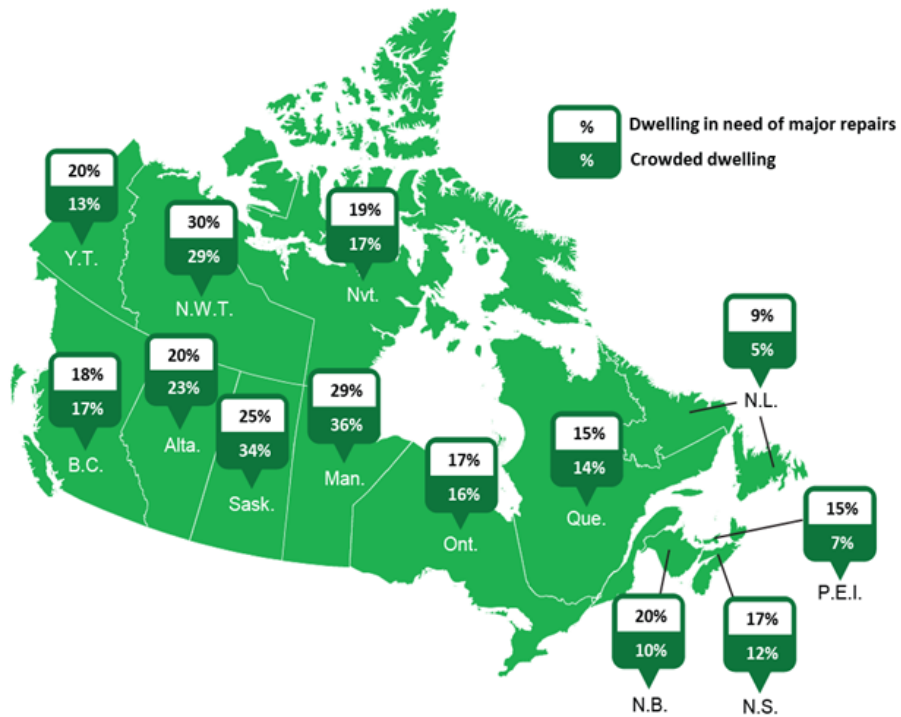 % Dwelling in need of major repairs
% Crowded dwelling
20%
13%
Y.T.
30%
29%
N.W.T.
19%
17%
Nvt.
9%
5%
N.L.
18%
17%
B.C.
20%
23%
Alta.
25%
34%
Sask.
29%
36%
Man.
17%
16%
Ont.
15%
14%
Que.
15%
7%
P.E.I.
20%
10%
N.B.
17%
12%
N.S.